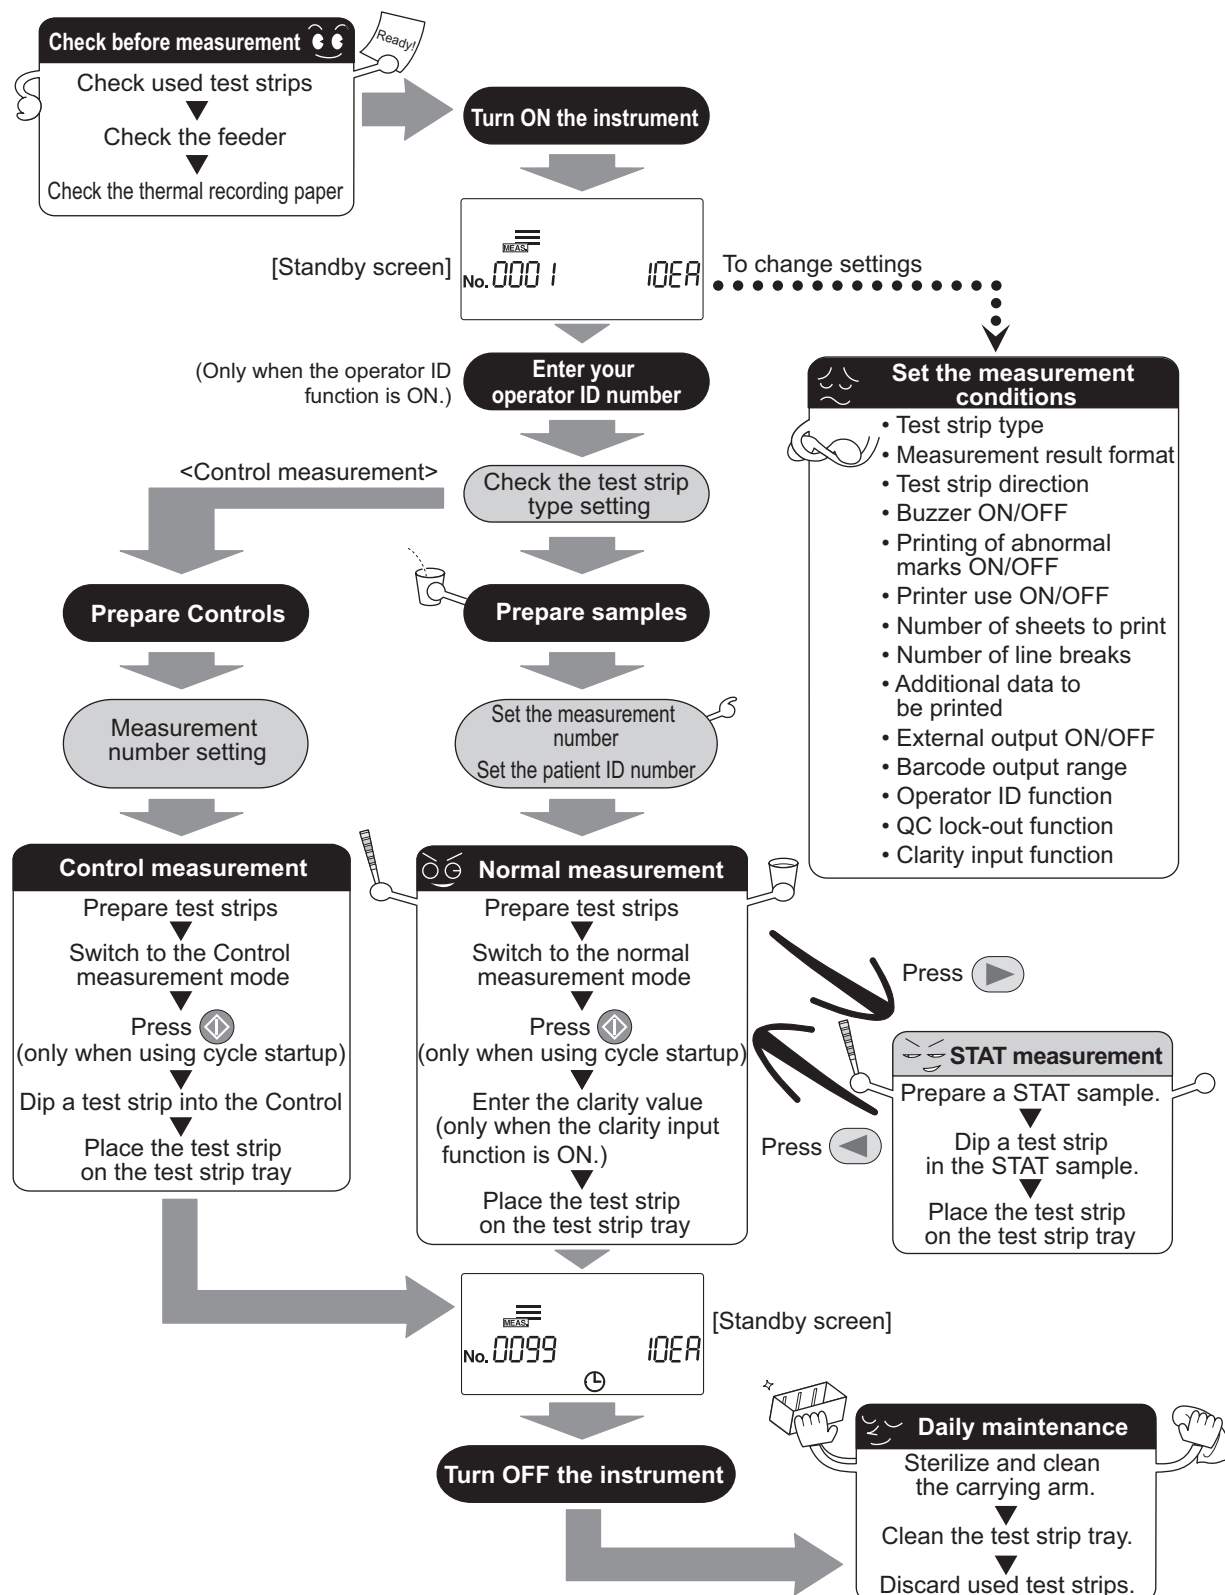 Check before measurement
Ready!
Check used test strips
Check the feeder
Check the thermal recording paper
Turn ON the instrument
[Standby screen]
MEAS.
No. 0001 10EA
To change settings
(Only when the operator ID
function is ON.)
Enter your
operator ID number
Set the measurement
conditions
• Test strip type
• Measurement result format
• Test strip direction
• Buzzer ON/OFF
• Printing of abnormal
marks ON/OFF
• Printer use ON/OFF
• Number of sheets to print
• Number of line breaks
• Additional data to
be printed
• External output ON/OFF
• Barcode output range
• Operator ID function
• QC lock-out function
• Clarity input function
<Control measurement>
Check the test strip
type setting
Prepare Controls
Prepare samples
Measurement
number setting
Set the measurement
number
Set the patient ID number
Control measurement
Prepare test strips
Switch to the Control
measurement mode
Press
(only when using cycle startup)
Dip a test strip into the Control
Place the test strip
on the test strip tray
Normal measurement
Prepare test strips
Switch to the normal
measurement mode
Press
(only when using cycle startup)
Enter the clarity value
(only when the clarity input
function is ON.)
Place the test strip
on the test strip tray
Press
Press
STAT measurement
Prepare a STAT sample.
Dip a test strip
in the STAT sample.
Place the test strip
on the test strip tray
MEAS.
No. 0099 10EA
[Standby screen]
Turn OFF the instrument
Daily maintenance
Sterilize and clean
the carrying arm.
Clean the test strip tray.
Discard used test strips.